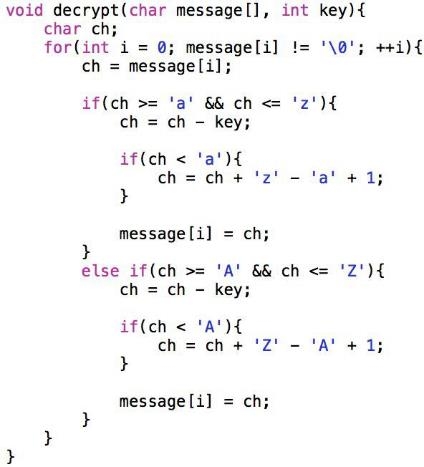 void decrypt(char message[], int key){
    char ch;
    for(int i = 0; message[i] != '\0'; ++i){
        ch = message[i];

        if(ch >= 'a' && ch <= 'z'){
            ch = ch - key;

            if(ch < 'a'){
                ch = ch + 'z' - 'a' + 1;
            }

            message[i] = ch;
        }
        else if(ch >= 'A' && ch <= 'Z'){
            ch = ch - key;

            if(ch < 'A'){
                ch = ch + 'Z' - 'A' + 1;
            }

            message[i] = ch;
        }
    }
}